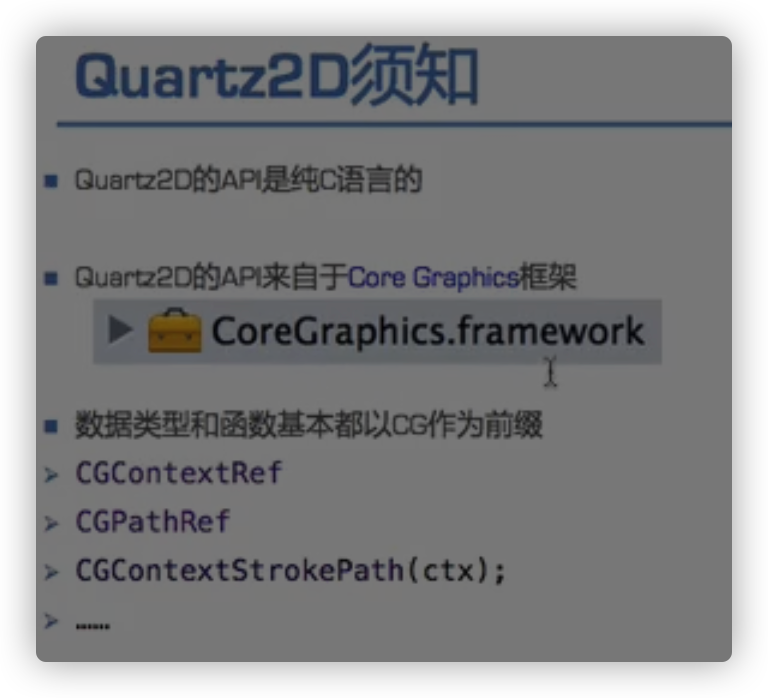 Quartz2D须知
Quartz2D的API是纯C语言的
Quartz2D的API来自于Core Graphics框架
CoreGraphics.framework
数据类型和函数基本都以CG作为前缀
CGContextRef
CGPathRef
CGContextStrokePath(ctx);
……